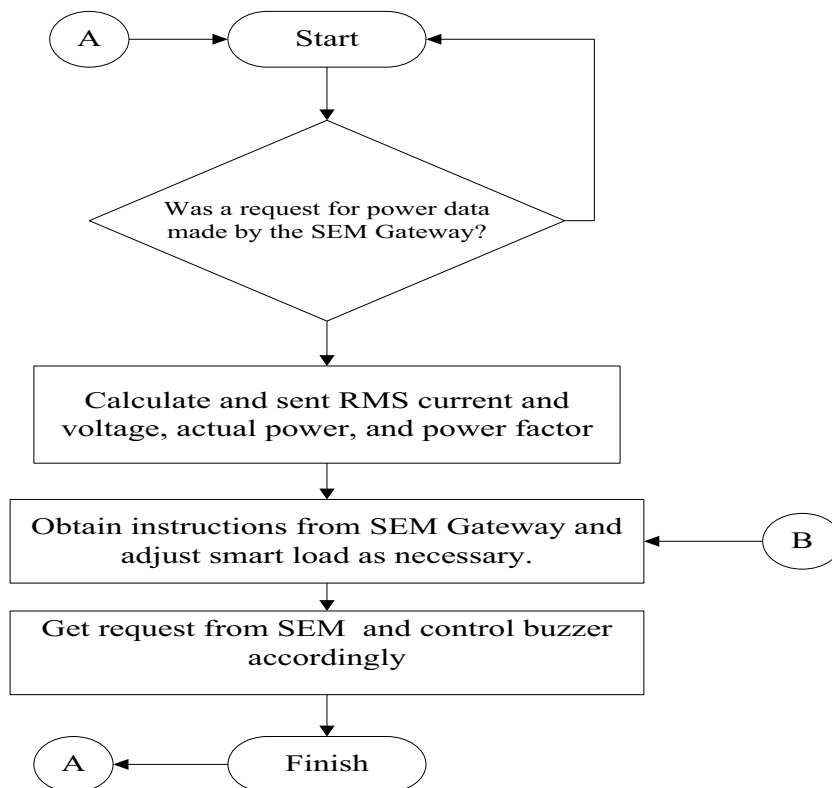 A
Start
Was a request for power data
made by the SEM Gateway?
Calculate and sent RMS current and
voltage, actual power, and power factor
Obtain instructions from SEM Gateway and
adjust smart load as necessary.
B
Get request from SEM and control buzzer
accordingly
A
Finish